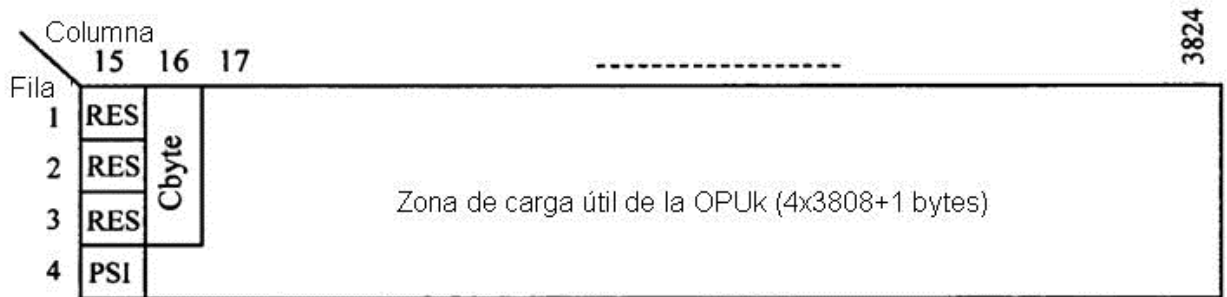 Columna
15 16 17 3824
Fila
1 RES
2 RES
3 RES
4 PSI
Cbyte
Zona de carga útil de la OPUk (4x3808+1 bytes)